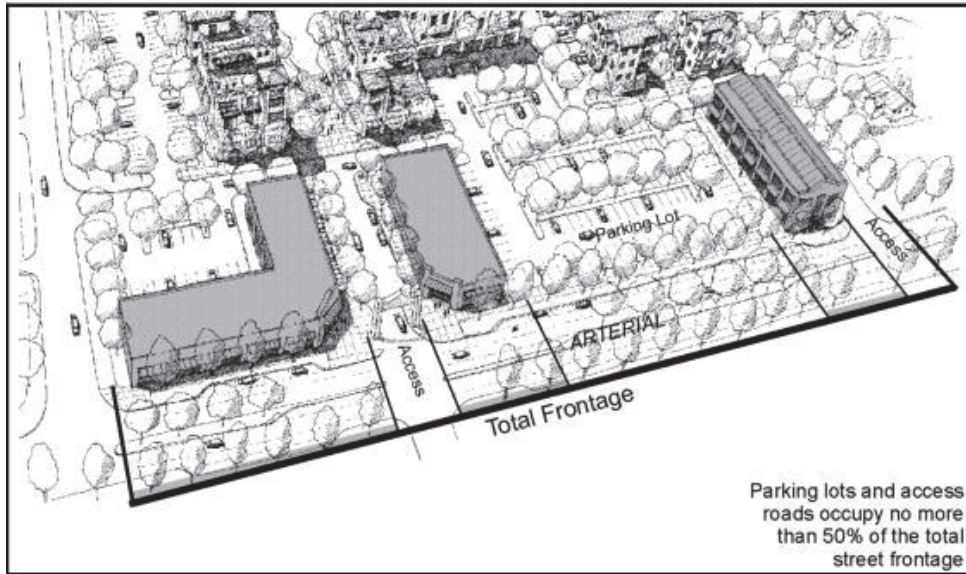 Parking Lot
Access
ARTERIAL
Access
Total Frontage
Parking lots and access
roads occupy no more
than 50% of the total
street frontage